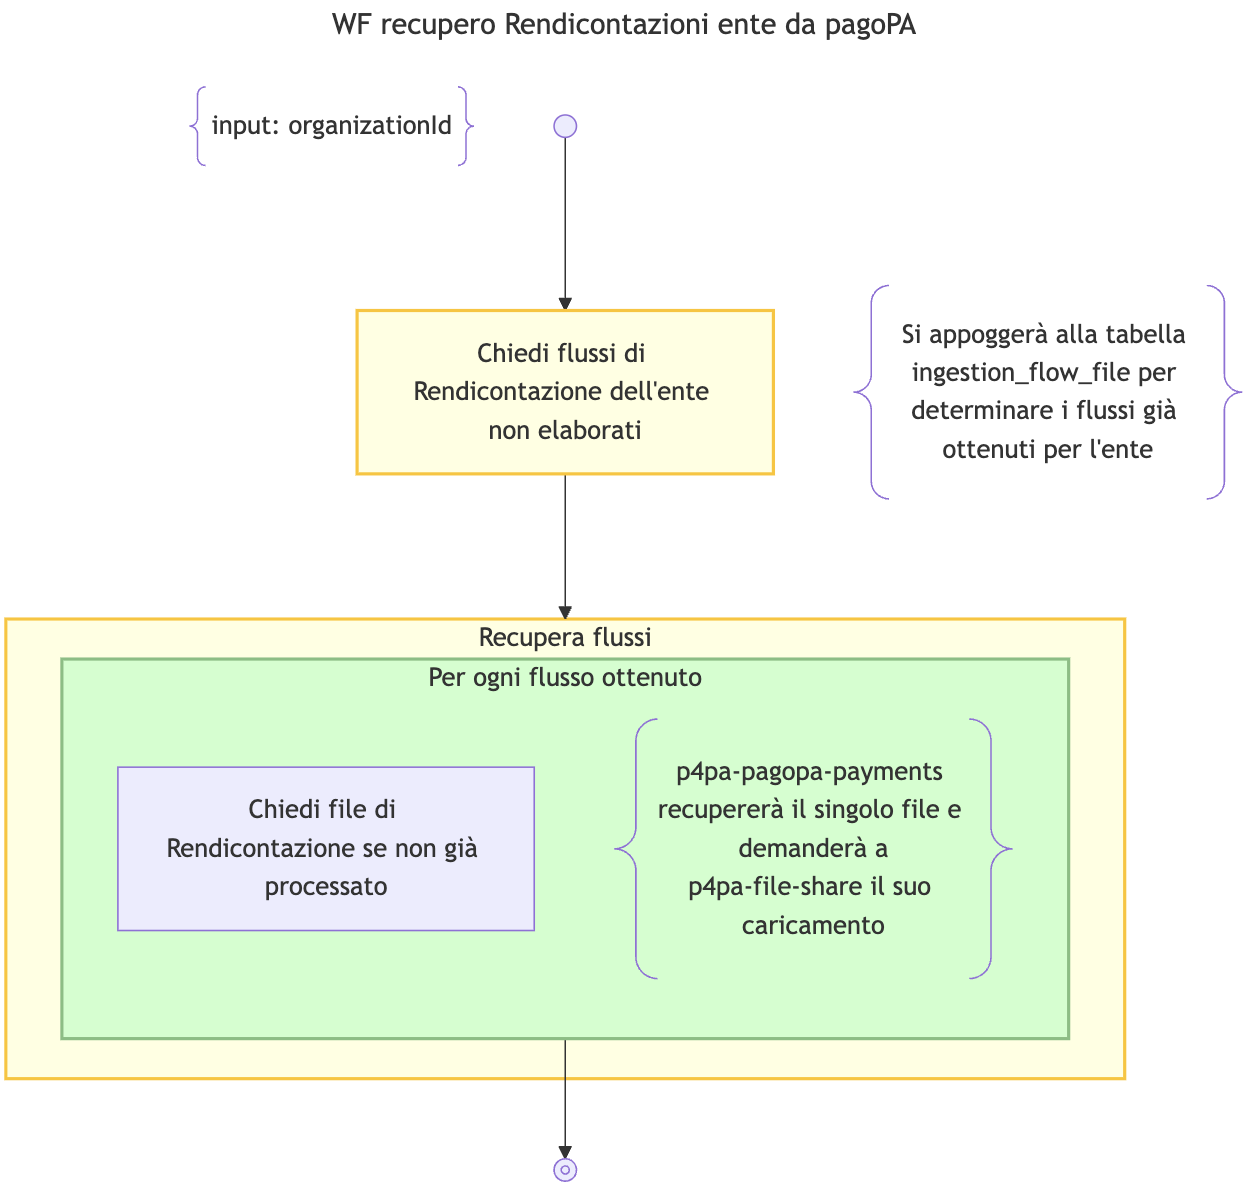 WF recupero Rendicontazioni ente da pagoPA
input: organizationId
Chiedi flussi di
Rendicontazione dell'ente
non elaborati
Si appoggerà alla tabella
ingestion_flow_file per
determinare i flussi già
ottenuti per l'ente
Recupera flussi
Per ogni flusso ottenuto
Chiedi file di
Rendicontazione se non già
processato
p4pa-pagopa-payments
recupererà il singolo file e
demanderà a
p4pa-file-share il suo
caricamento